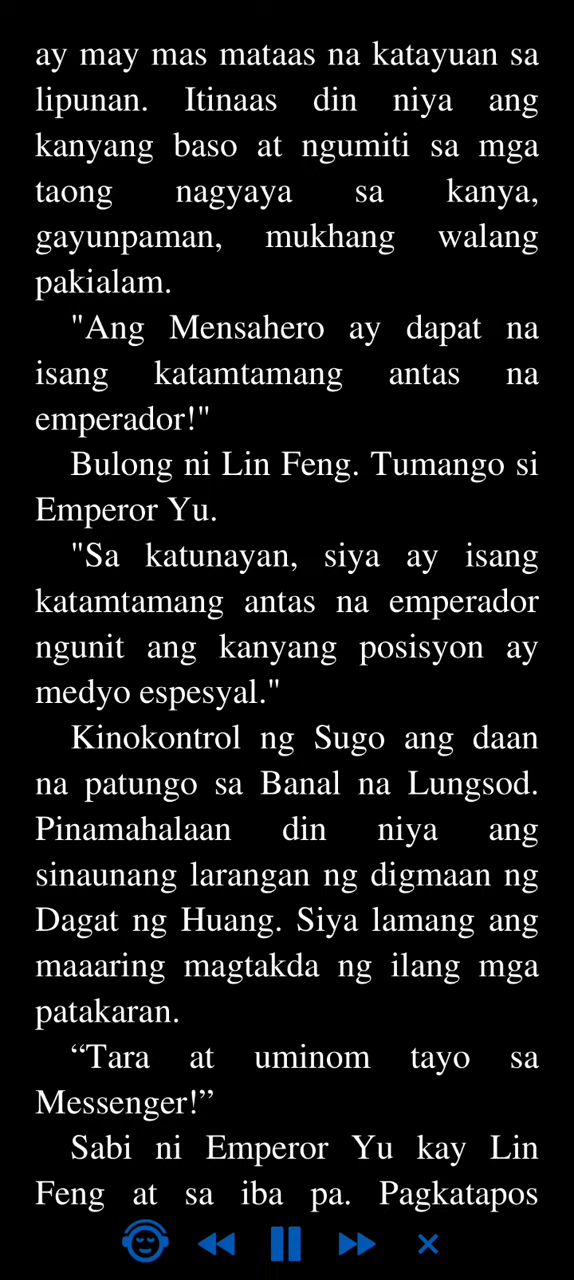 ay may mas mataas na katayuan sa
lipunan. Itinaas din niya ang
kanyang baso at ngumiti sa mga
taong nagyaya sa kanya,
gayunpaman, mukhang walang
pakialam.
"Ang Mensahero ay dapat na
isang katamtamang antas na
emperador!"
Bulong ni Lin Feng. Tumango si
Emperor Yu.
"Sa katunayan, siya ay isang
katamtamang antas na emperador
ngunit ang kanyang posisyon ay
medyo espesyal."
Kinokontrol ng Sugo ang daan
na patungo sa Banal na Lungsod.
Pinamahalaan din niya ang
sinaunang larangan ng digmaan ng
Dagat ng Huang. Siya lamang ang
maaaring magtakda ng ilang mga
patakaran.
“Tara at uminom tayo sa
Messenger!”
Sabi ni Emperor Yu kay Lin
Feng at sa iba pa. Pagkatapos